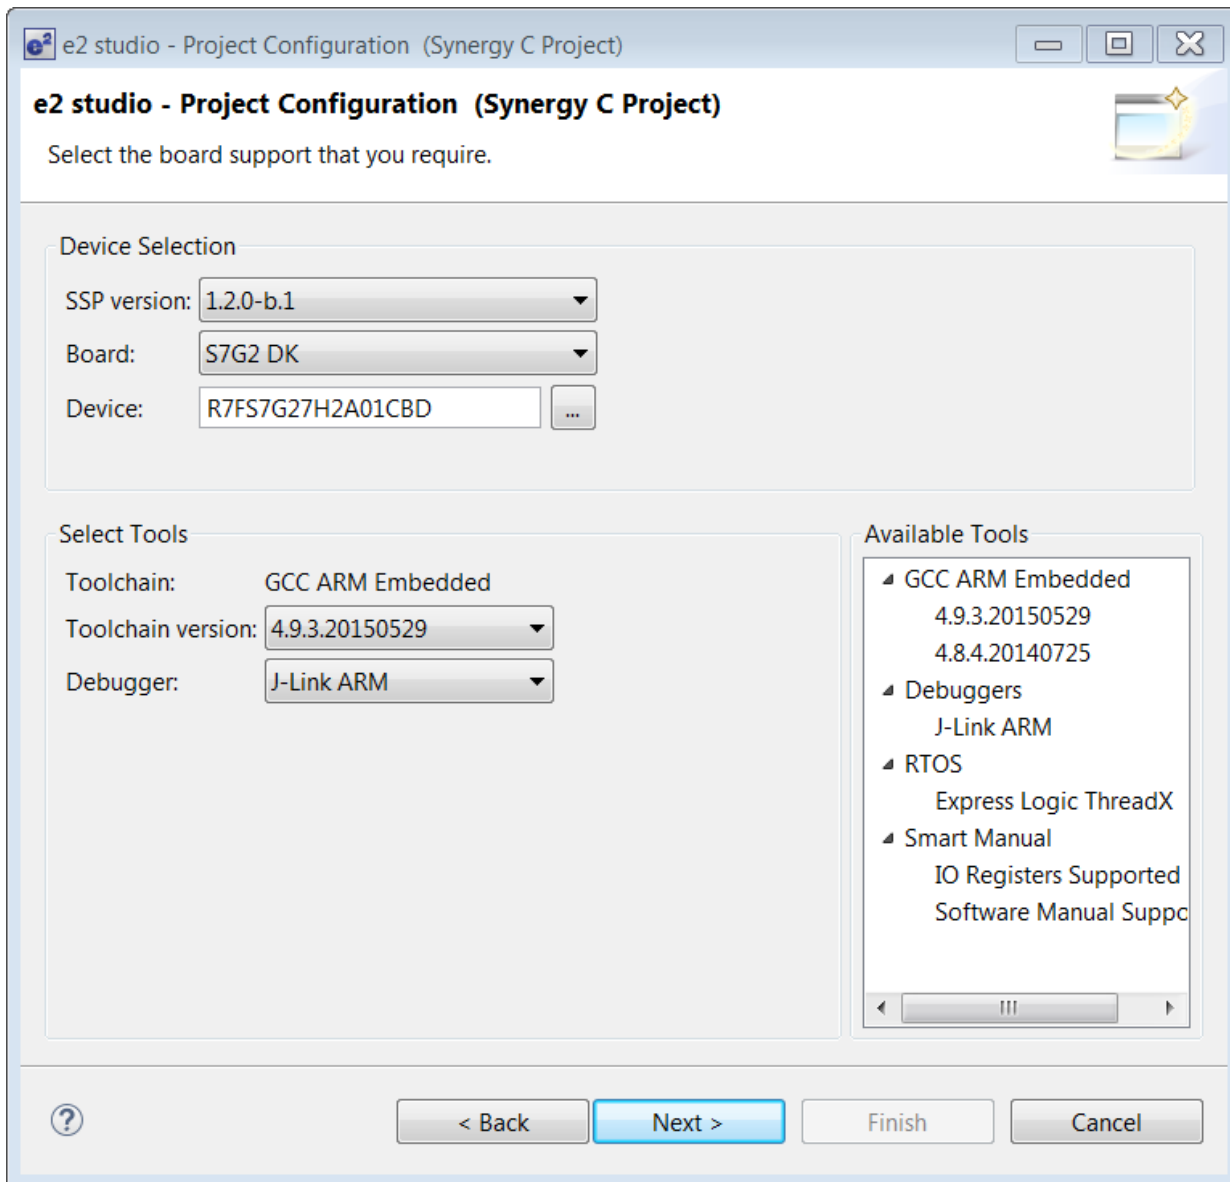 e2 studio - Project Configuration (Synergy C Project)
e2 studio - Project Configuration (Synergy C Project)
Select the board support that you require.
Device Selection
SSP version: 1.2.0-b.1
Board: S7G2 DK
Device: R7FS7G27H2A01CBD ...
Select Tools
Toolchain: GCC ARM Embedded
Toolchain version: 4.9.3.20150529
Debugger: J-Link ARM
Available Tools
GCC ARM Embedded
4.9.3.20150529
4.8.4.20140725
Debuggers
J-Link ARM
RTOS
Express Logic ThreadX
Smart Manual
IO Registers Supported
Software Manual Suppo
? < Back Next > Finish Cancel